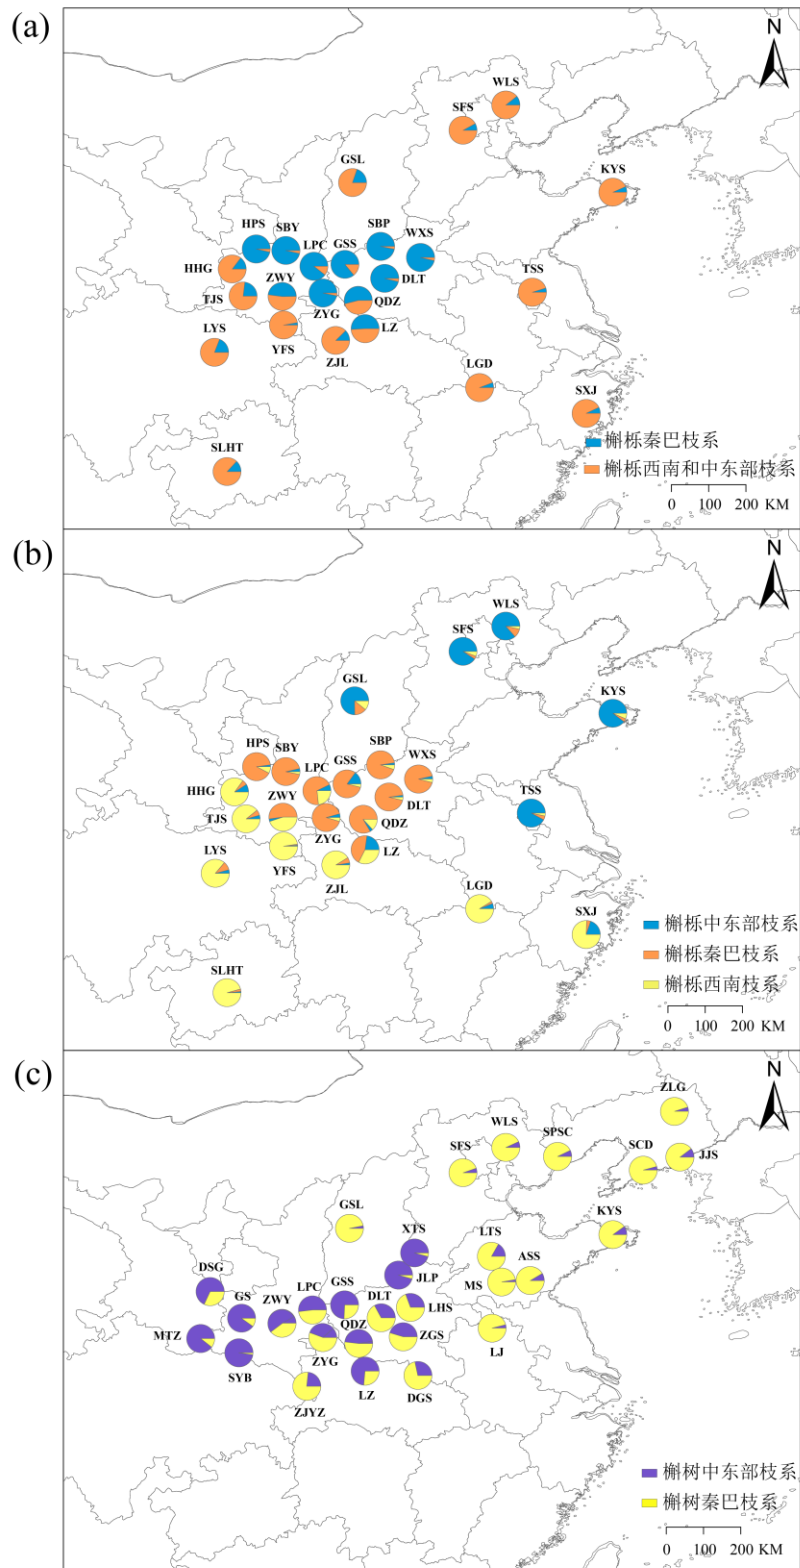 (a)
N
WLS
SFS
GSL
KYS
HPS
SBY
SBP
WXS
LPC
GSS
HHG
DLT
TSS
ZWY
TJS
QDZ
ZYG
LZ
LYS
YFS
ZJL
LGD
SXJ
槲栎秦巴枝系
SLHT
槲栎西南和中东部枝系
0 100 200 KM
(b)
N
WLS
SFS
GSL
KYS
HPS
SBY
SBP
WXS
LPC
GSS
HHG
DLT
TSS
ZWY
TJS
QDZ
ZYG
LZ
LYS
YFS
ZJL
LGD
SXJ
槲栎中东部枝系
槲栎秦巴枝系
SLHT
槲栎西南枝系
0 100 200 KM
(c)
N
ZLG
WLS
SPSC
SFS
SCD
JJS
GSL
KYS
XTS
LTS
ASS
DSG
JLP
MS
GS
ZWY
LPC
GSS
DLT
LHS
QDZ
MTZ
ZGS
LJ
ZYG
SYB
LZ
DGS
ZJYZ
槲树中东部枝系
槲树秦巴枝系
0 100 200 KM